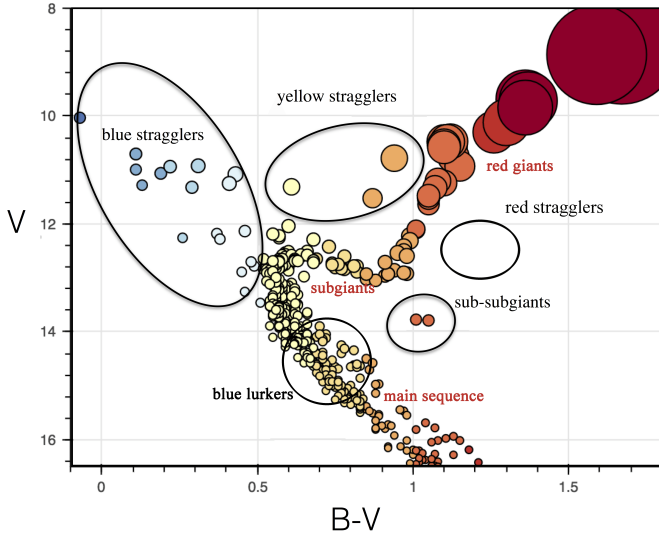 8
yellow stragglers
10
blue stragglers
red giants
12
V
red stragglers
subgiants
sub-subgiants
14
blue lurkers
main sequence
16
0
0.5
1
1.5
B-V